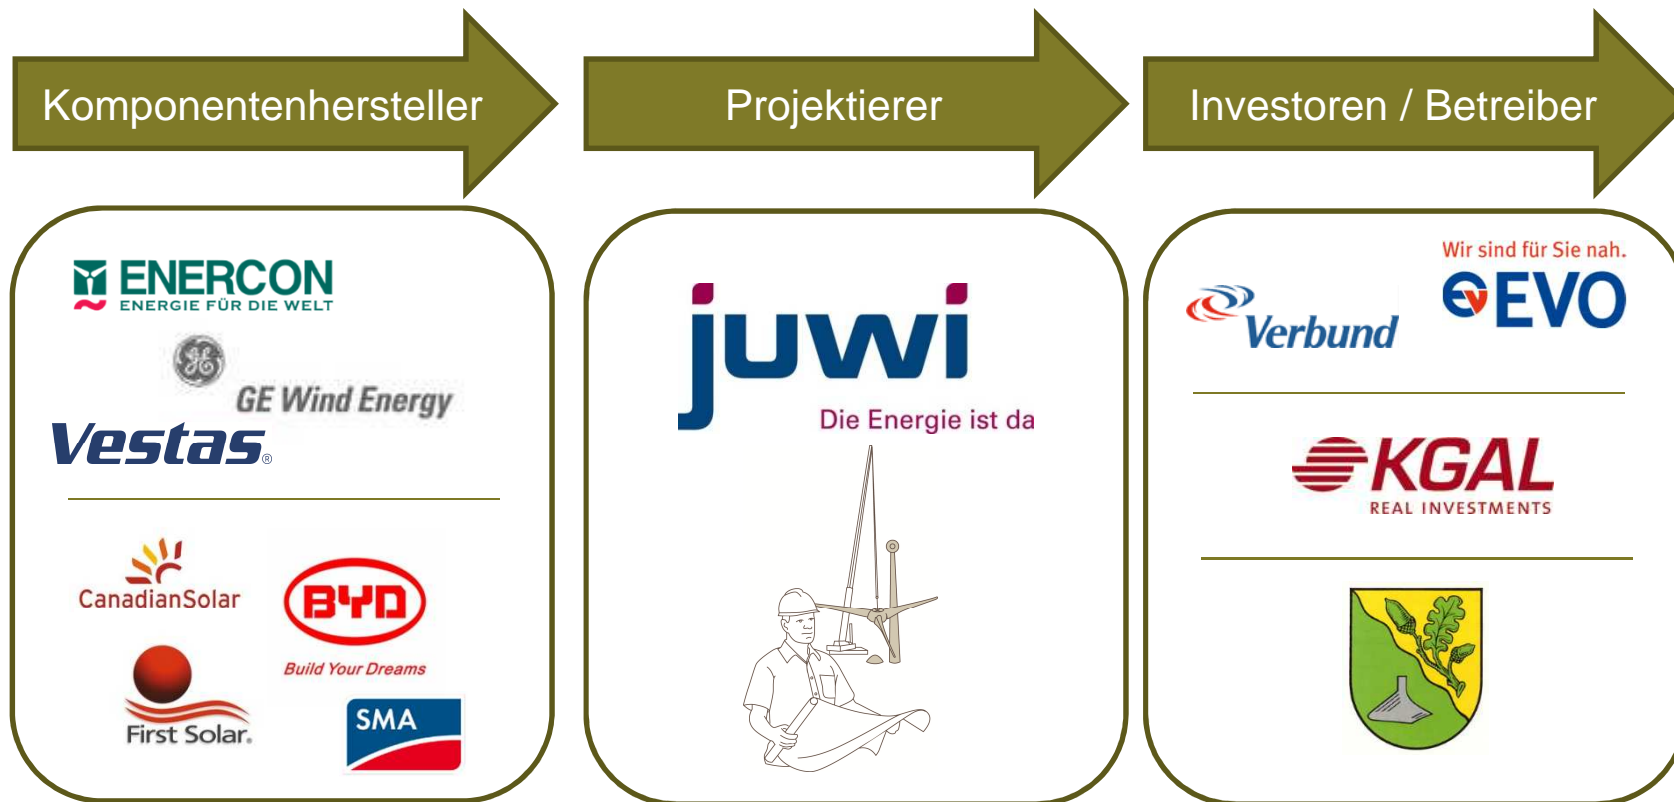 Komponentenhersteller
Projektierer
Investoren / Betreiber
ENERCON
ENERGIE FÜR DIE WELT
GE Wind Energy
Vestas®
CanadianSolar
BYD
Build Your Dreams
First Solar.
SMA
juwi
Die Energie ist da
Verbund
Wir sind für Sie nah.
EVO
KGAL
REAL INVESTMENTS